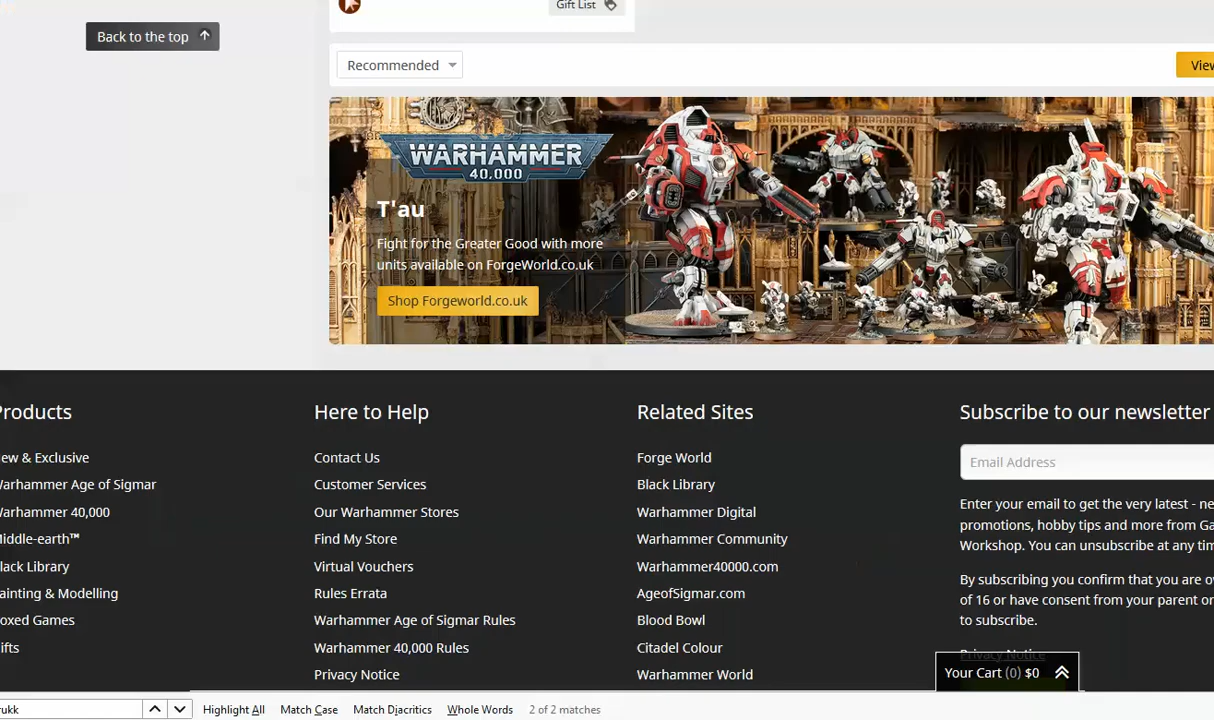 Gift List
Back to the top
Recommended
View
WARHAMMER
40,000
T'au
Fight for the Greater Good with more
units available on ForgeWorld.co.uk
Shop Forgeworld.co.uk
Products
ew & Exclusive
Warhammer Age of Sigmar
Warhammer 40,000
Middle-earth™
lack Library
ainting & Modelling
oxed Games
ifts
Here to Help
Contact Us
Customer Services
Our Warhammer Stores
Find My Store
Virtual Vouchers
Rules Errata
Warhammer Age of Sigmar Rules
Warhammer 40,000 Rules
Privacy Notice
Related Sites
Forge World
Black Library
Warhammer Digital
Warhammer Community
Warhammer40000.com
AgeofSigmar.com
Blood Bowl
Citadel Colour
Warhammer World
Subscribe to our newsletter
Email Address
Enter your email to get the very latest - ne
promotions, hobby tips and more from Ga
Workshop. You can unsubscribe at any tim
By subscribing you confirm that you are ov
of 16 or have consent from your parent or
to subscribe.
Privacy Notice
Your Cart (0) $0
rukk
Highlight All
Match Case
Match Diacritics
Whole Words
2 of 2 matches